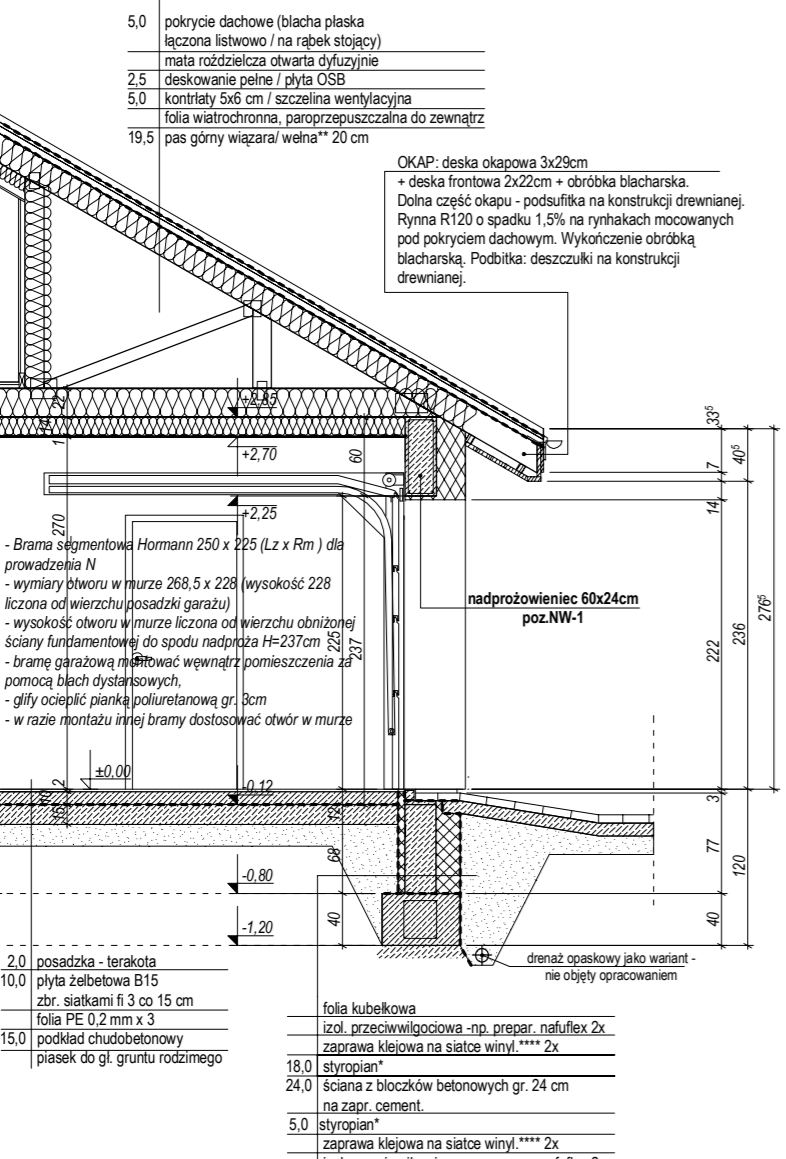 5,0 pokrycie dachowe (blacha płaska
łączona listwowo / na rąbek stojący)
mata roździelcza otwarta dyfuzyjnie
2,5 deskowanie pełne / płyta OSB
5,0 kontrłaty 5x6 cm / szczelina wentylacyjna
folia wiatrochronna, paroprzepuszczalna do zewnątrz
19,5 pas górny wiązara/ wełna** 20 cm
OKAP: deska okapowa 3x29cm
+ deska frontowa 2x22cm + obróbka blacharska.
Dolna część okapu - podsufitka na konstrukcji drewnianej.
Rynna R120 o spadku 1,5% na rynhakach mocowanych
pod pokryciem dachowym. Wykończenie obróbką
blacharską. Podbitka: deszczułki na konstrukcji
drewnianej.
+2,85
22
14
1
+2,70
60
+2,25
270
33⁵
40⁵
7
14
- Brama segmentowa Hormann 250 x 225 (Lz x Rm ) dla
prowadzenia N
- wymiary otworu w murze 268,5 x 228 (wysokość 228
liczona od wierzchu posadzki garażu)
- wysokość otworu w murze liczona od wierzchu obniżonej
ściany fundamentowej do spodu nadproża H=237cm
- bramę garażową montować wewnątrz pomieszczenia za
pomocą blach dystansowych,
- glify ocieplić pianką poliuretanową gr. 3cm
- w razie montażu innej bramy dostosować otwór w murze
225
237
nadprożowieniec 60x24cm
poz.NW-1
222
236
276⁵
±0,00
2
10
-0,12
12
3
68
77
120
-0,80
40
-1,20
40
drenaż opaskowy jako wariant -
nie objęty opracowaniem
2,0 posadzka - terakota
10,0 płyta żelbetowa B15
zbr. siatkami fi 3 co 15 cm
folia PE 0,2 mm x 3
15,0 podkład chudobetonowy
piasek do gł. gruntu rodzimego
folia kubełkowa
izol. przeciwwilgociowa -np. prepar. nafuflex 2x
zaprawa klejowa na siatce winyl.**** 2x
18,0 styropian*
24,0 ściana z bloczków betonowych gr. 24 cm
na zapr. cement.
5,0 styropian*
zaprawa klejowa na siatce winyl.**** 2x